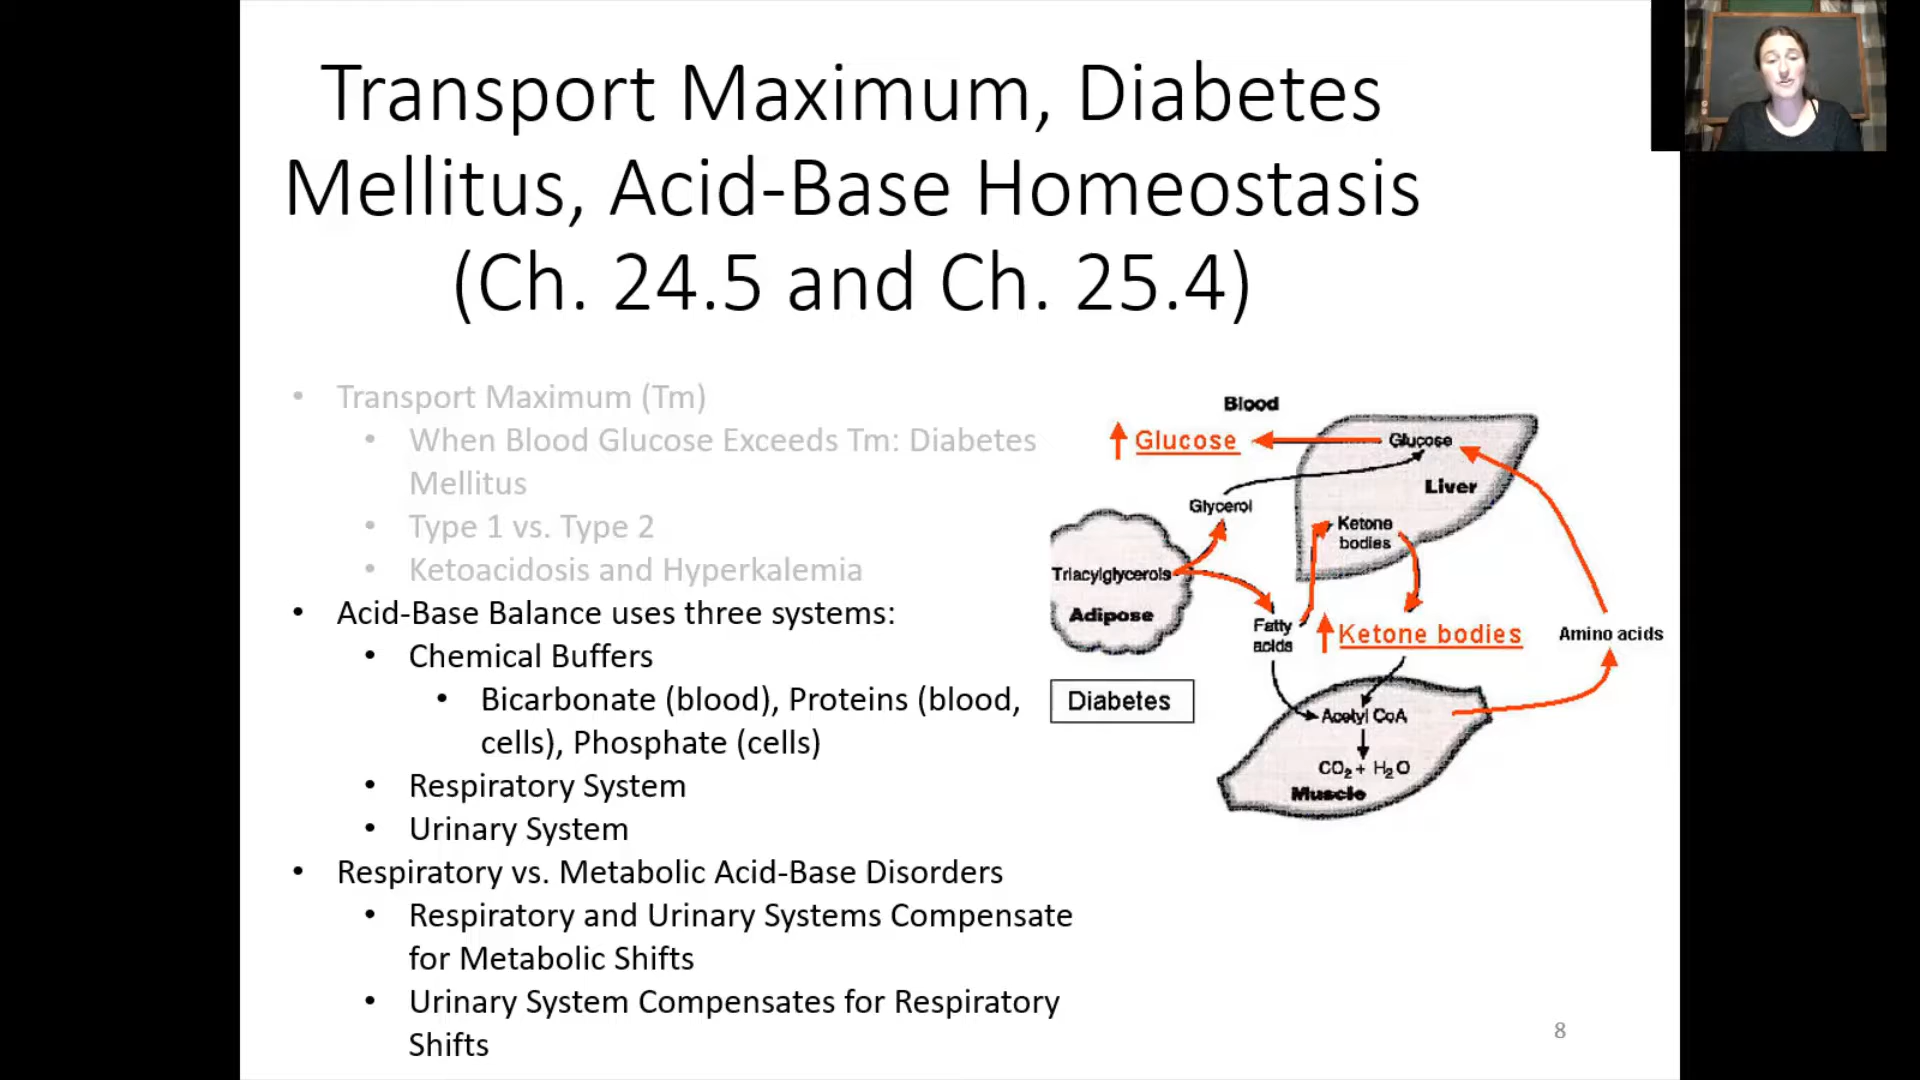 Transport Maximum, Diabetes
Mellitus, Acid-Base Homeostasis
(Ch. 24.5 and Ch. 25.4)
• Transport Maximum (Tm)
• When Blood Glucose Exceeds Tm: Diabetes
Mellitus
• Type 1 vs. Type 2
• Ketoacidosis and Hyperkalemia
• Acid-Base Balance uses three systems:
• Chemical Buffers
• Bicarbonate (blood), Proteins (blood,
cells), Phosphate (cells)
• Respiratory System
• Urinary System
• Respiratory vs. Metabolic Acid-Base Disorders
• Respiratory and Urinary Systems Compensate
for Metabolic Shifts
• Urinary System Compensates for Respiratory
Shifts
Blood
Glucose
Glucose
Liver
Glycerol
Ketone
bodies
Triacylglycerols
Adipose
Fatty
acids
Ketone bodies
Amino acids
Diabetes
Acetyl CoA
CO₂ + H₂O
Muscle
8